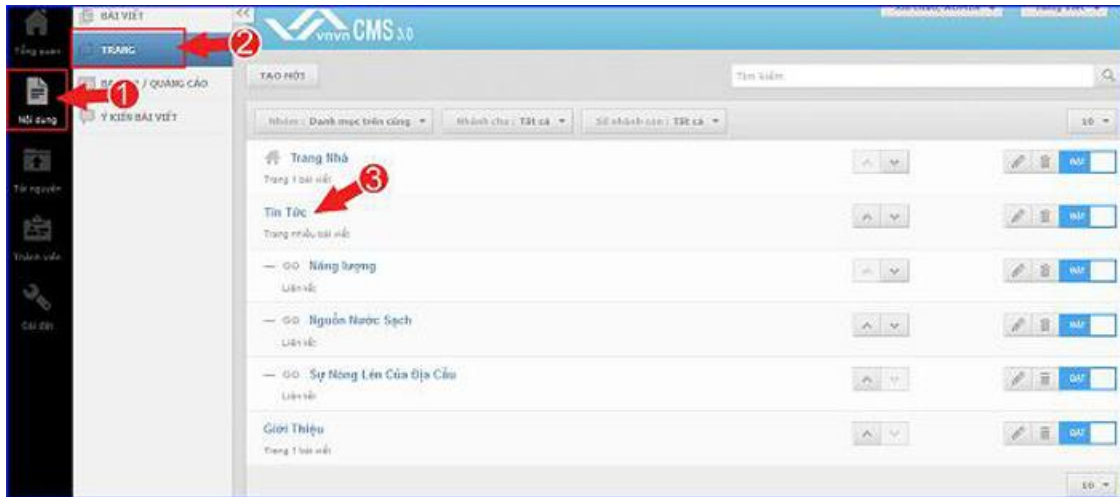 BÀI VIẾT
<<
vnvn CMS 3.0
Tổng quan
TRANG
2
TẠO MỚI
Tìm kiếm
/ QUẢNG CÁO
1
Nội dung
Ý KIẾN BÀI VIẾT
Nhóm : Danh mục trên cùng
Nhánh cha : Tất cả
Số nhánh con : Tất cả
10
Trang Nhà
Trang 1 bài viết
3
Tài nguyên
Tin Tức
Trang nhiều bài viết
Thành viên
— Năng lượng
Liên kết
Cài đặt
— Nguồn Nước Sạch
Liên kết
— Sự Nóng Lên Của Địa Cầu
Liên kết
Giới Thiệu
Trang 1 bài viết
10